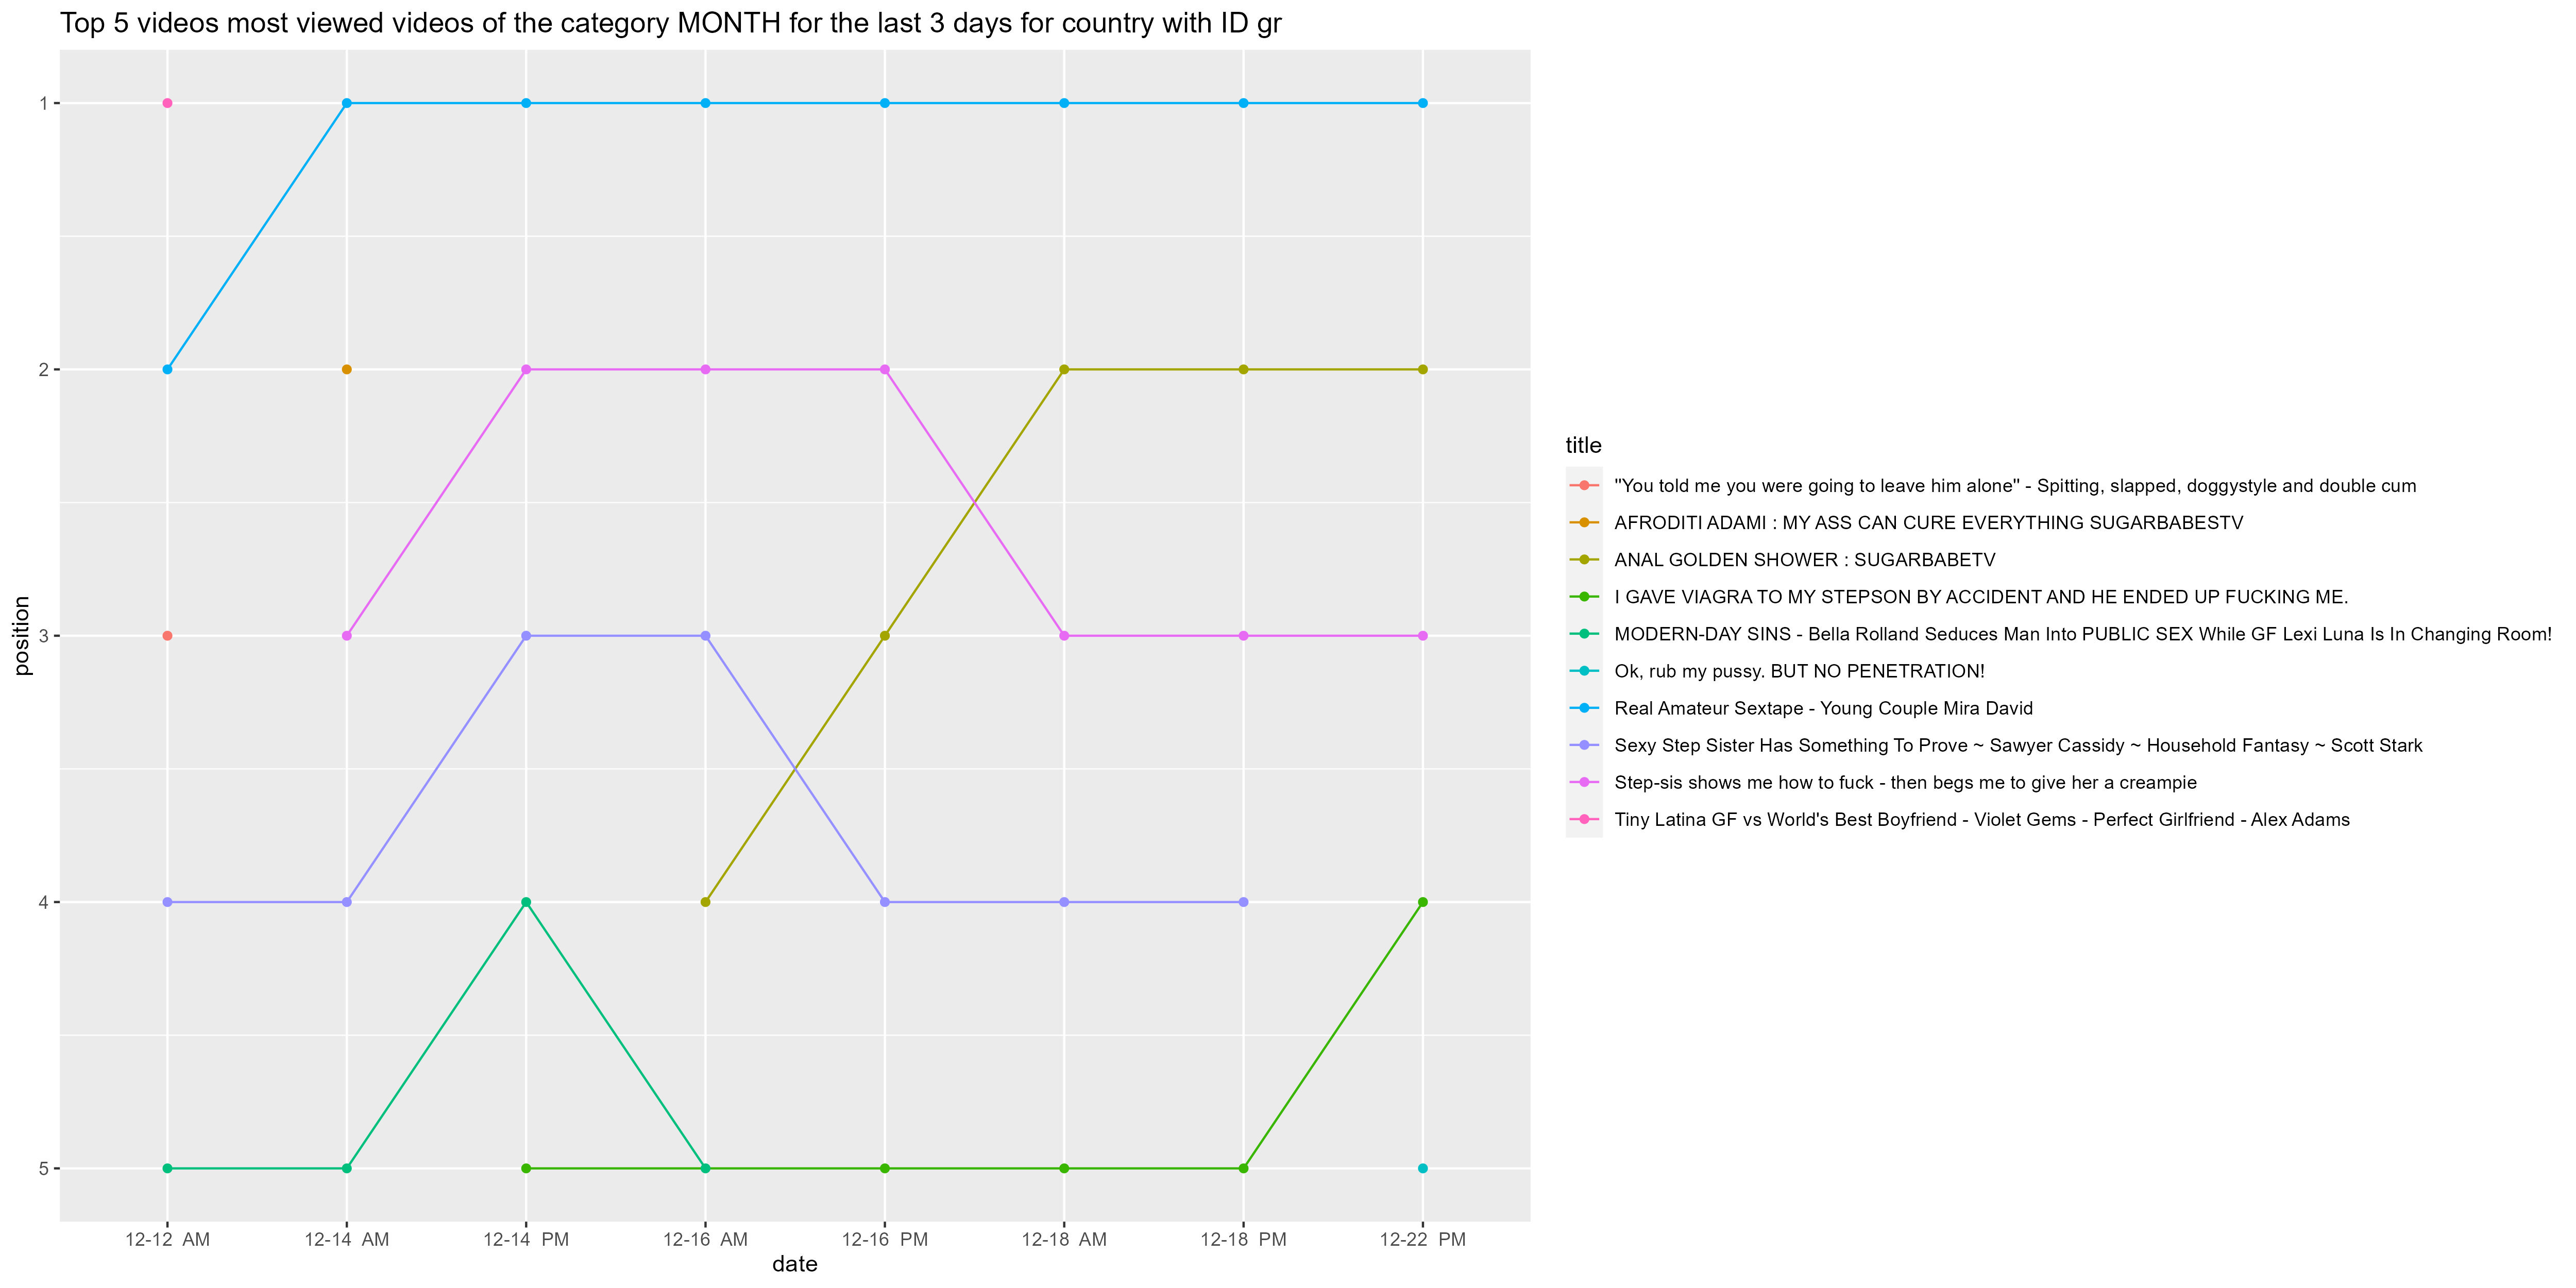 Top 5 videos most viewed videos of the category MONTH for the last 3 days for country with ID gr
position
1
2
3
4
5
12-12 AM
12-14 AM
12-14 PM
12-16 AM
12-16 PM
12-18 AM
12-18 PM
12-22 PM
date
title
"You told me you were going to leave him alone" - Spitting, slapped, doggystyle and double cum
AFRODITI ADAMI : MY ASS CAN CURE EVERYTHING SUGARBABESTV
ANAL GOLDEN SHOWER : SUGARBABETV
I GAVE VIAGRA TO MY STEPSON BY ACCIDENT AND HE ENDED UP FUCKING ME.
MODERN-DAY SINS - Bella Rolland Seduces Man Into PUBLIC SEX While GF Lexi Luna Is In Changing Room!
Ok, rub my pussy. BUT NO PENETRATION!
Real Amateur Sextape - Young Couple Mira David
Sexy Step Sister Has Something To Prove ~ Sawyer Cassidy ~ Household Fantasy ~ Scott Stark
Step-sis shows me how to fuck - then begs me to give her a creampie
Tiny Latina GF vs World's Best Boyfriend - Violet Gems - Perfect Girlfriend - Alex Adams